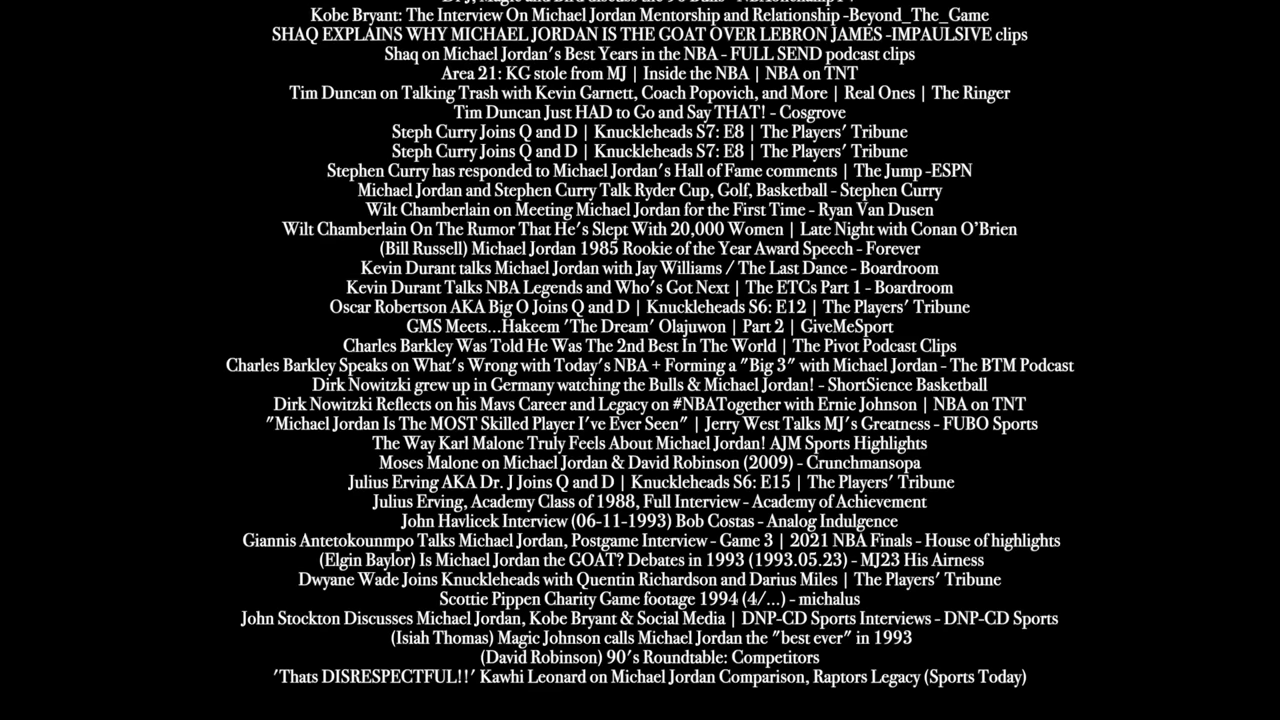 Dr J, Magic and Bird discuss the 90 Bulls - NBAonchampTV
Kobe Bryant: The Interview On Michael Jordan Mentorship and Relationship -Beyond_The_Game
SHAQ EXPLAINS WHY MICHAEL JORDAN IS THE GOAT OVER LEBRON JAMES -IMPAULSIVE clips
Shaq on Michael Jordan's Best Years in the NBA - FULL SEND podcast clips
Area 21: KG stole from MJ | Inside the NBA | NBA on TNT
Tim Duncan on Talking Trash with Kevin Garnett, Coach Popovich, and More | Real Ones | The Ringer
Tim Duncan Just HAD to Go and Say THAT! - Cosgrove
Steph Curry Joins Q and D | Knuckleheads S7: E8 | The Players' Tribune
Steph Curry Joins Q and D | Knuckleheads S7: E8 | The Players' Tribune
Stephen Curry has responded to Michael Jordan's Hall of Fame comments | The Jump -ESPN
Michael Jordan and Stephen Curry Talk Ryder Cup, Golf, Basketball - Stephen Curry
Wilt Chamberlain on Meeting Michael Jordan for the First Time - Ryan Van Dusen
Wilt Chamberlain On The Rumor That He's Slept With 20,000 Women | Late Night with Conan O'Brien
(Bill Russell) Michael Jordan 1985 Rookie of the Year Award Speech - Forever
Kevin Durant talks Michael Jordan with Jay Williams / The Last Dance - Boardroom
Kevin Durant Talks NBA Legends and Who's Got Next | The ETCs Part 1 - Boardroom
Oscar Robertson AKA Big O Joins Q and D | Knuckleheads S6: E12 | The Players' Tribune
GMS Meets...Hakeem 'The Dream' Olajuwon | Part 2 | GiveMeSport
Charles Barkley Was Told He Was The 2nd Best In The World | The Pivot Podcast Clips
Charles Barkley Speaks on What's Wrong with Today's NBA + Forming a "Big 3" with Michael Jordan - The BTM Podcast
Dirk Nowitzki grew up in Germany watching the Bulls & Michael Jordan! - ShortSience Basketball
Dirk Nowitzki Reflects on his Mavs Career and Legacy on #NBATogether with Ernie Johnson | NBA on TNT
"Michael Jordan Is The MOST Skilled Player I've Ever Seen" | Jerry West Talks MJ's Greatness - FUBO Sports
The Way Karl Malone Truly Feels About Michael Jordan! AJM Sports Highlights
Moses Malone on Michael Jordan & David Robinson (2009) - Crunchmansopa
Julius Erving AKA Dr. J Joins Q and D | Knuckleheads S6: E15 | The Players' Tribune
Julius Erving, Academy Class of 1988, Full Interview - Academy of Achievement
John Havlicek Interview (06-11-1993) Bob Costas - Analog Indulgence
Giannis Antetokounmpo Talks Michael Jordan, Postgame Interview - Game 3 | 2021 NBA Finals - House of highlights
(Elgin Baylor) Is Michael Jordan the GOAT? Debates in 1993 (1993.05.23) - MJ23 His Airness
Dwyane Wade Joins Knuckleheads with Quentin Richardson and Darius Miles | The Players' Tribune
Scottie Pippen Charity Game footage 1994 (4/...) - michalus
John Stockton Discusses Michael Jordan, Kobe Bryant & Social Media | DNP-CD Sports Interviews - DNP-CD Sports
(Isiah Thomas) Magic Johnson calls Michael Jordan the "best ever" in 1993
(David Robinson) 90's Roundtable: Competitors
'Thats DISRESPECTFUL!!' Kawhi Leonard on Michael Jordan Comparison, Raptors Legacy (Sports Today)